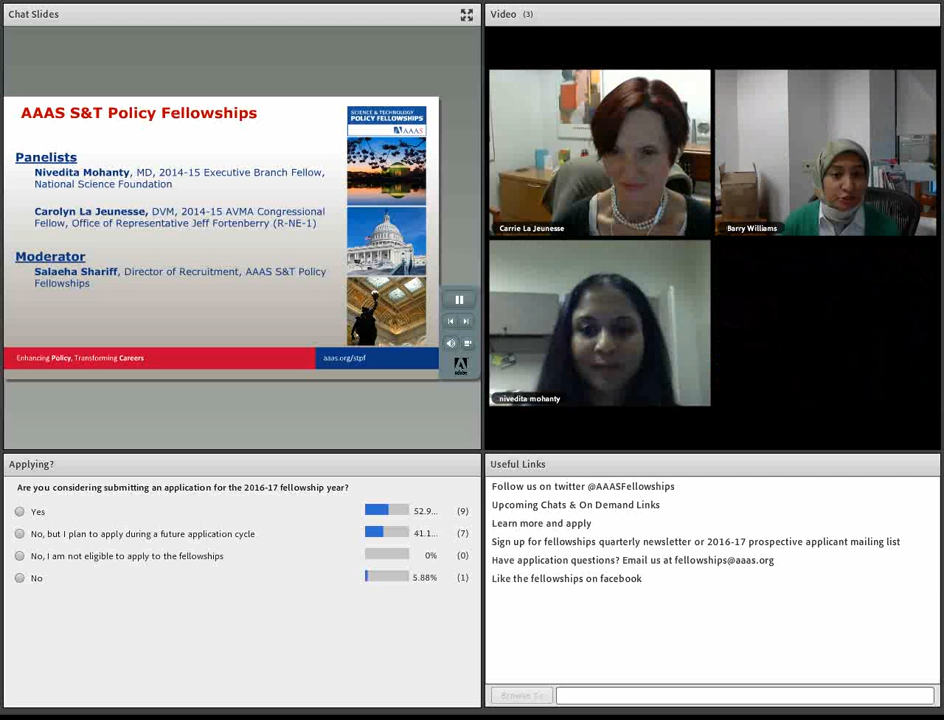 Chat Slides
AAAS S&T Policy Fellowships
SCIENCE & TECHNOLOGY
POLICY FELLOWSHIPS
AAAS
Panelists
Nivedita Mohanty, MD, 2014-15 Executive Branch Fellow,
National Science Foundation
Carolyn La Jeunesse, DVM, 2014-15 AVMA Congressional
Fellow, Office of Representative Jeff Fortenberry (R-NE-1)
Moderator
Salaeha Shariff, Director of Recruitment, AAAS S&T Policy
Fellowships
Enhancing Policy, Transforming Careers
aaas.org/stpf
Adobe
Video (3)
Carrie La Jeunesse
Barry Williams
nivedita mohanty
Applying?
Are you considering submitting an application for the 2016-17 fellowship year?
Yes 52.9... (9)
No, but I plan to apply during a future application cycle 41.1... (7)
No, I am not eligible to apply to the fellowships 0% (0)
No 5.88% (1)
Useful Links
Follow us on twitter @AAASFellowships
Upcoming Chats & On Demand Links
Learn more and apply
Sign up for fellowships quarterly newsletter or 2016-17 prospective applicant mailing list
Have application questions? Email us at fellowships@aaas.org
Like the fellowships on facebook
Browse To